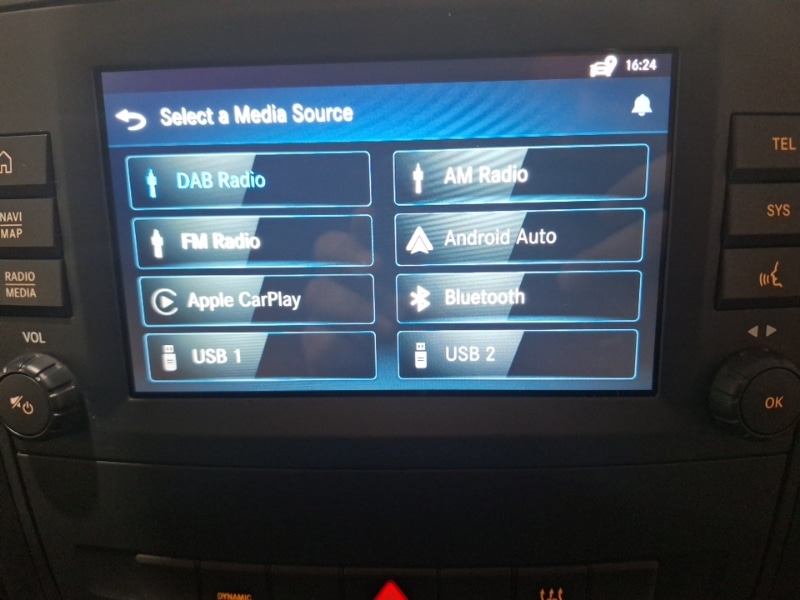 16:24
Select a Media Source
DAB Radio
AM Radio
FM Radio
Android Auto
Apple CarPlay
Bluetooth
USB 1
USB 2
NAVI
MAP
RADIO
MEDIA
VOL
TEL
SYS
OK
DYNAMIC